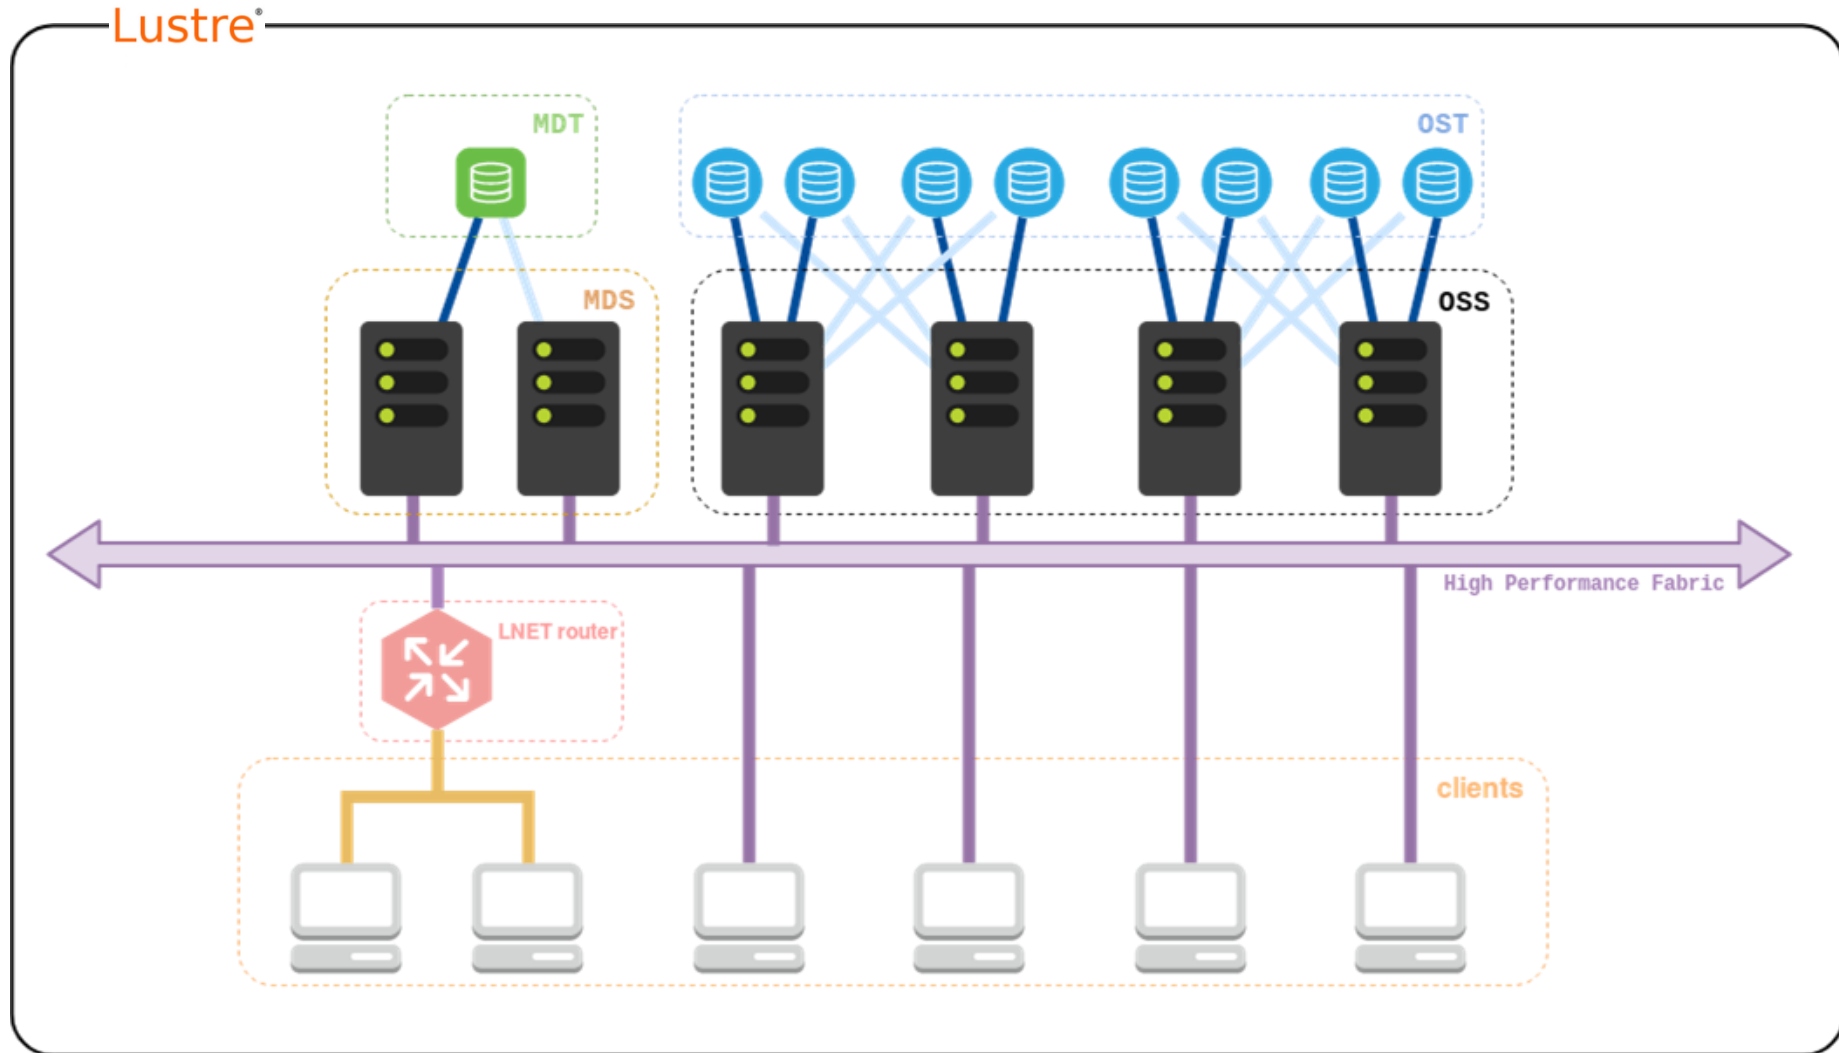 Lustre®
MDT
OST
MDS
OSS
High Performance Fabric
LNET router
clients